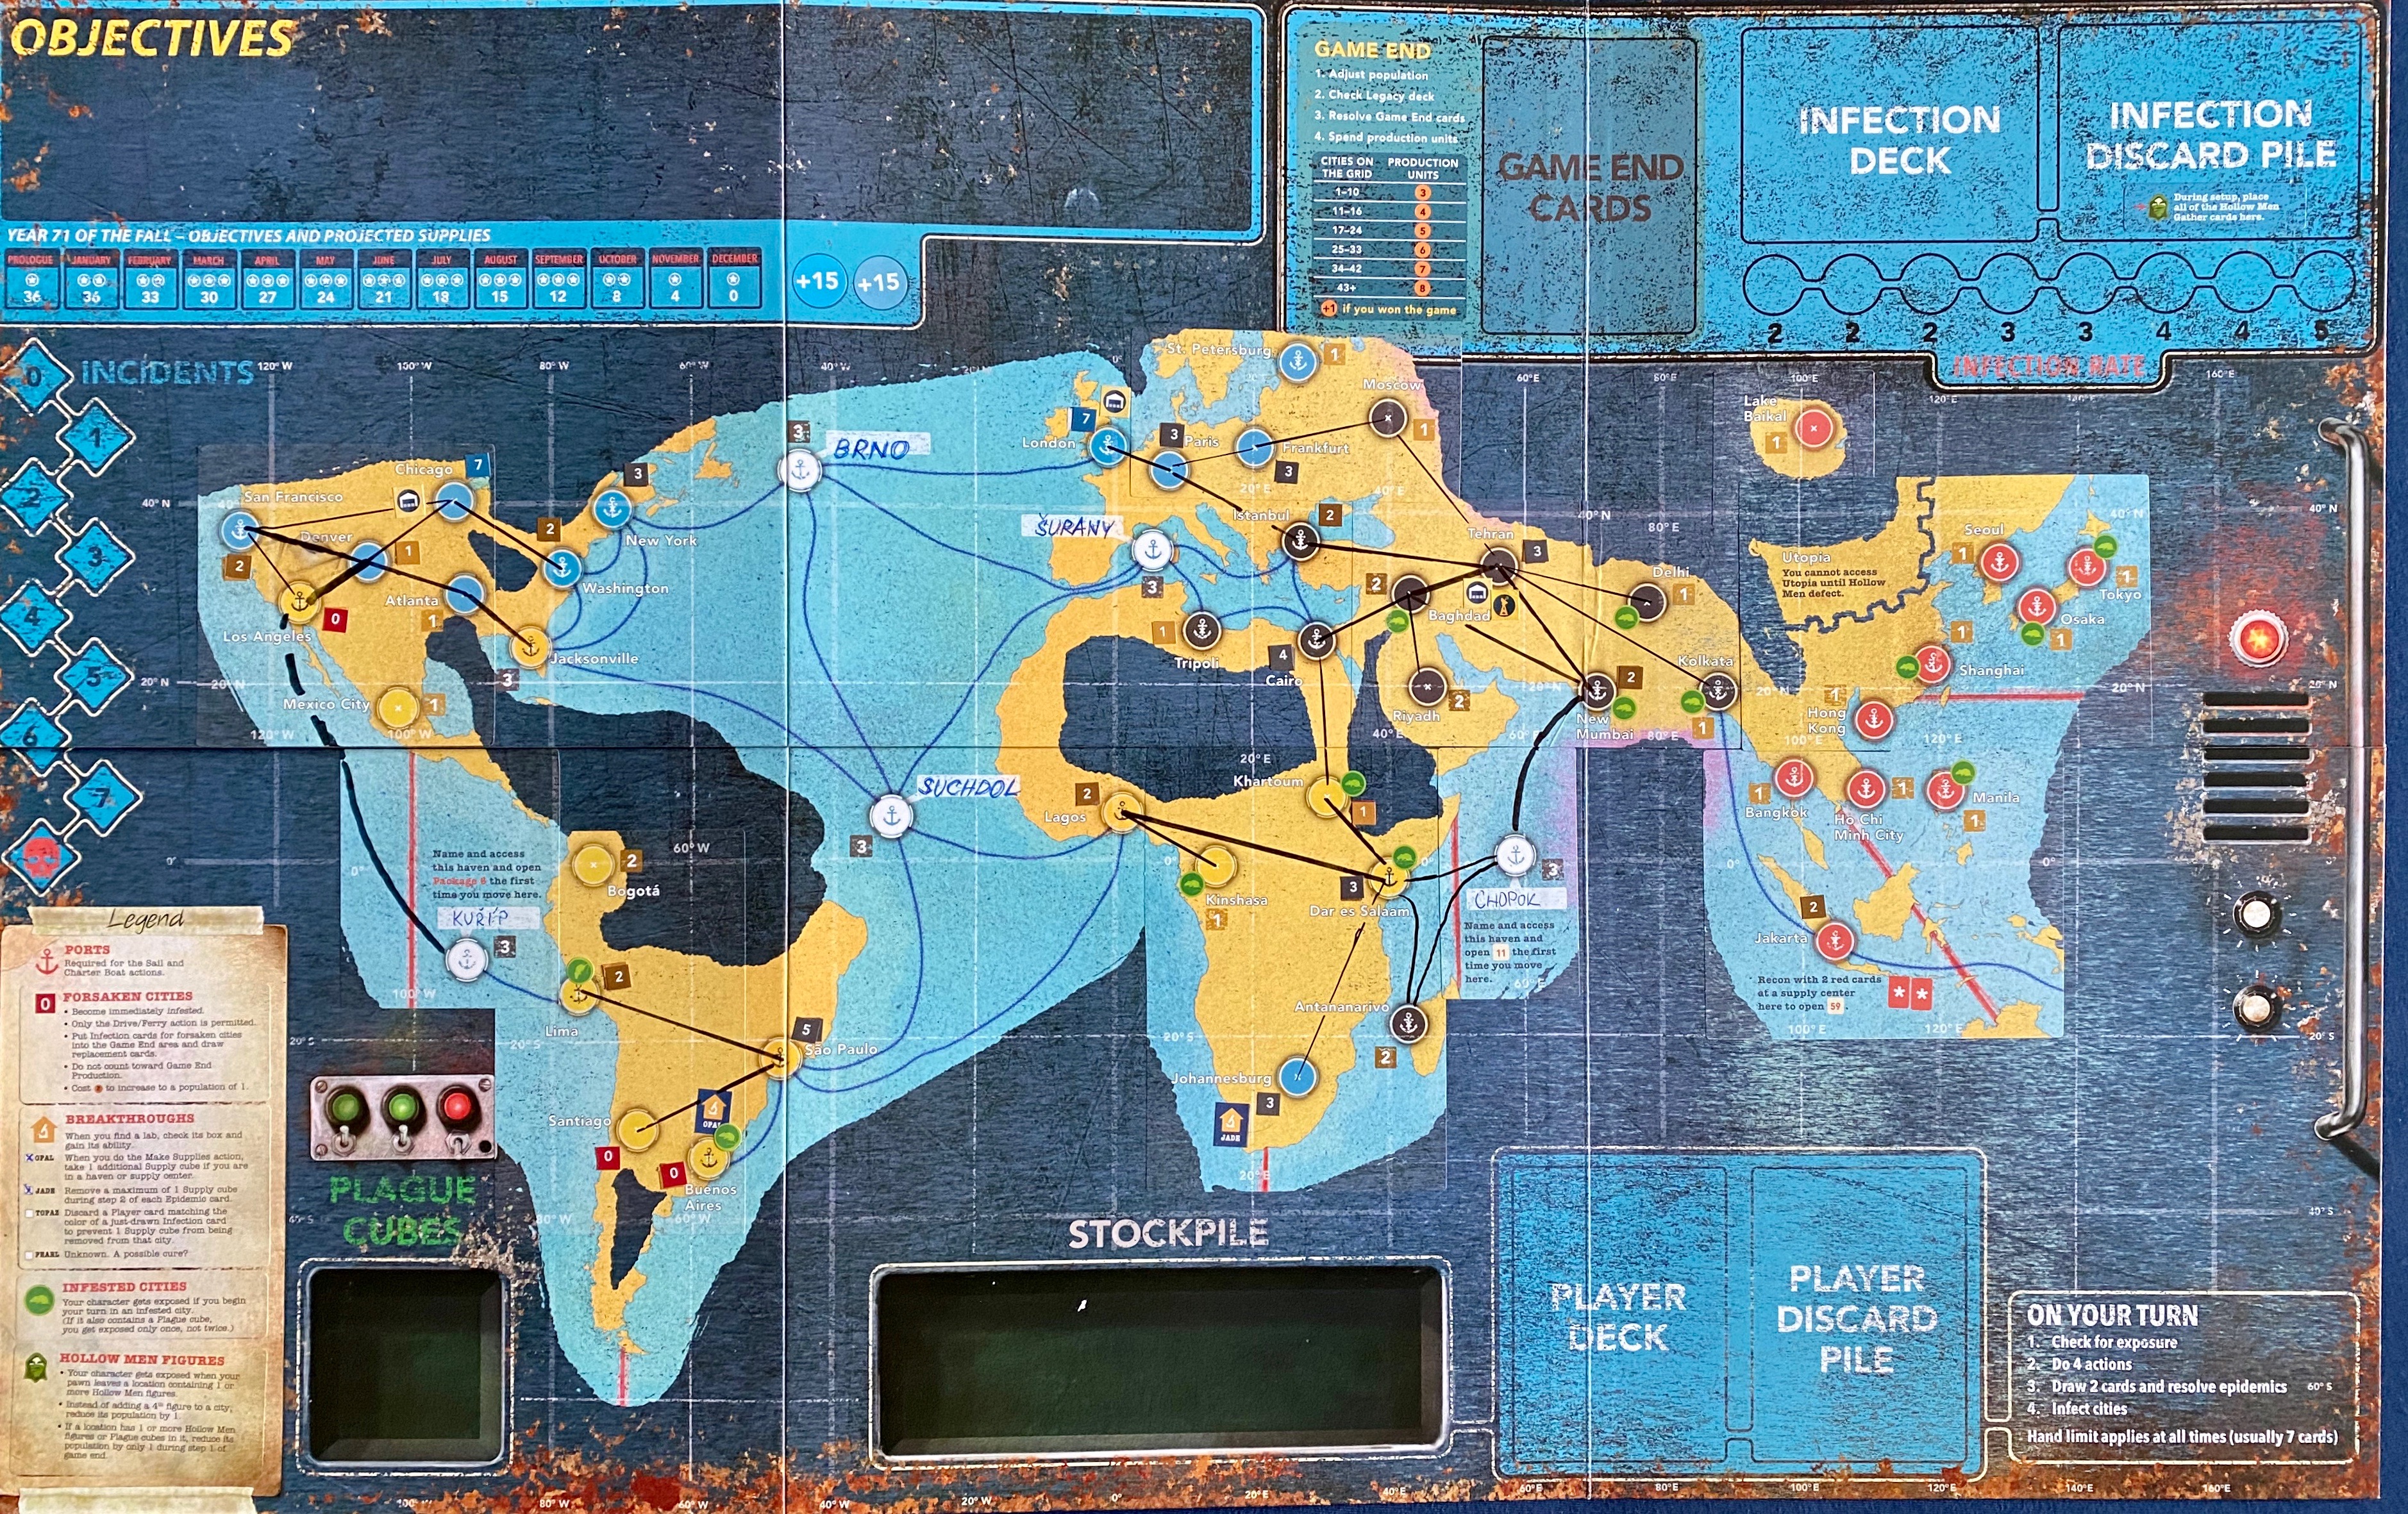 OBJECTIVES
YEAR 71 OF THE FALL – OBJECTIVES AND PROJECTED SUPPLIES
PROLOGUE JANUARY FEBRUARY MARCH APRIL MAY JUNE JULY AUGUST SEPTEMBER OCTOBER NOVEMBER DECEMBER
36 36 33 30 27 24 21 18 15 12 8 4 0
+15 +15
GAME END
1. Adjust population
2. Check Legacy deck
3. Resolve Game End cards
4. Spend production units
CITIES ON THE GRID PRODUCTION UNITS
1–10 3
11–16 4
17–24 5
25–33 6
34–42 7
43+ 8
+1 if you won the game
GAME END
CARDS
INFECTION
DECK
INFECTION
DISCARD PILE
During setup, place
all of the Hollow Men
Gather cards here.
2 2 2 3 3 4 4 5
INFECTION RATE
INCIDENTS
0
1
2
3
4
5
6
7
120° W 100° W 80° W 60° W 40° W 20° W 0° 60°E 80°E 100°E 120°E 140°E 160°E
40° N
20° N
0°
20° S
San Francisco
2
Chicago
7
Denver
1
Los Angeles
0
Atlanta
1
Washington
2
New York
3
Jacksonville
3
Mexico City
1
BRNO
3
ŠURANY
3
SUCHDOL
3
London
7
Paris
3
Frankfurt
3
St. Petersburg
1
Moscow
1
Istanbul
2
Tripoli
1
Cairo
4
Baghdad
2
Tehran
3
Riyadh
2
Delhi
1
New
Mumbai
2
Kolkata
1
Lake
Baikal
1
Utopia
You cannot access
Utopia until Hollow
Men defect.
Seoul
1
Tokyo
1
Osaka
1
Shanghai
1
Hong
Kong
1
Bangkok
1
Ho Chi
Minh City
1
Manila
1
Jakarta
2
Recon with 2 red cards
at a supply center
here to open 59.
Name and access
this haven and open
Package 6 the first
time you move here.
KUŘÍP
3
Bogotá
2
Lima
2
São Paulo
5
Santiago
0
OPAL
Buenos
Aires
0
Lagos
2
Khartoum
1
Kinshasa
1
Dar es Salaam
3
CHOPOK
3
Name and access
this haven and
open 11 the first
time you move
here.
Antananarivo
2
Johannesburg
3
JADE
Legend
PORTS
Required for the Sail and
Charter Boat actions.
0 FORSAKEN CITIES
• Become immediately infested.
• Only the Drive/Ferry action is permitted.
• Put Infection cards for forsaken cities
into the Game End area and draw
replacement cards.
• Do not count toward Game End
Production.
• Cost to increase to a population of 1.
BREAKTHROUGHS
When you find a lab, check its box and
gain its ability.
X OPAL When you do the Make Supplies action,
take 1 additional Supply cube if you are
in a haven or supply center.
X JADE Remove a maximum of 1 Supply cube
during step 2 of each Epidemic card.
TOPAZ Discard a Player card matching the
color of a just-drawn Infection card
to prevent 1 Supply cube from being
removed from that city.
PEARL Unknown. A possible cure?
INFESTED CITIES
Your character gets exposed if you begin
your turn in an infested city.
(If it also contains a Plague cube,
you get exposed only once, not twice.)
HOLLOW MEN FIGURES
• Your character gets exposed when your
pawn leaves a location containing 1 or
more Hollow Men figures.
• Instead of adding a 4th figure to a city,
reduce its population by 1.
• If a location has 1 or more Hollow Men
figures or Plague cubes in it, reduce its
population by only 1 during step 1 of
game end.
PLAGUE
CUBES
STOCKPILE
PLAYER
DECK
PLAYER
DISCARD
PILE
ON YOUR TURN
1. Check for exposure
2. Do 4 actions
3. Draw 2 cards and resolve epidemics
4. Infect cities
Hand limit applies at all times (usually 7 cards)
40° S
60° S
100° W 80° W 60° W 40° W 20° W 0° 20° E 40° E 60° E 80° E 100° E 120° E 140° E 160° E